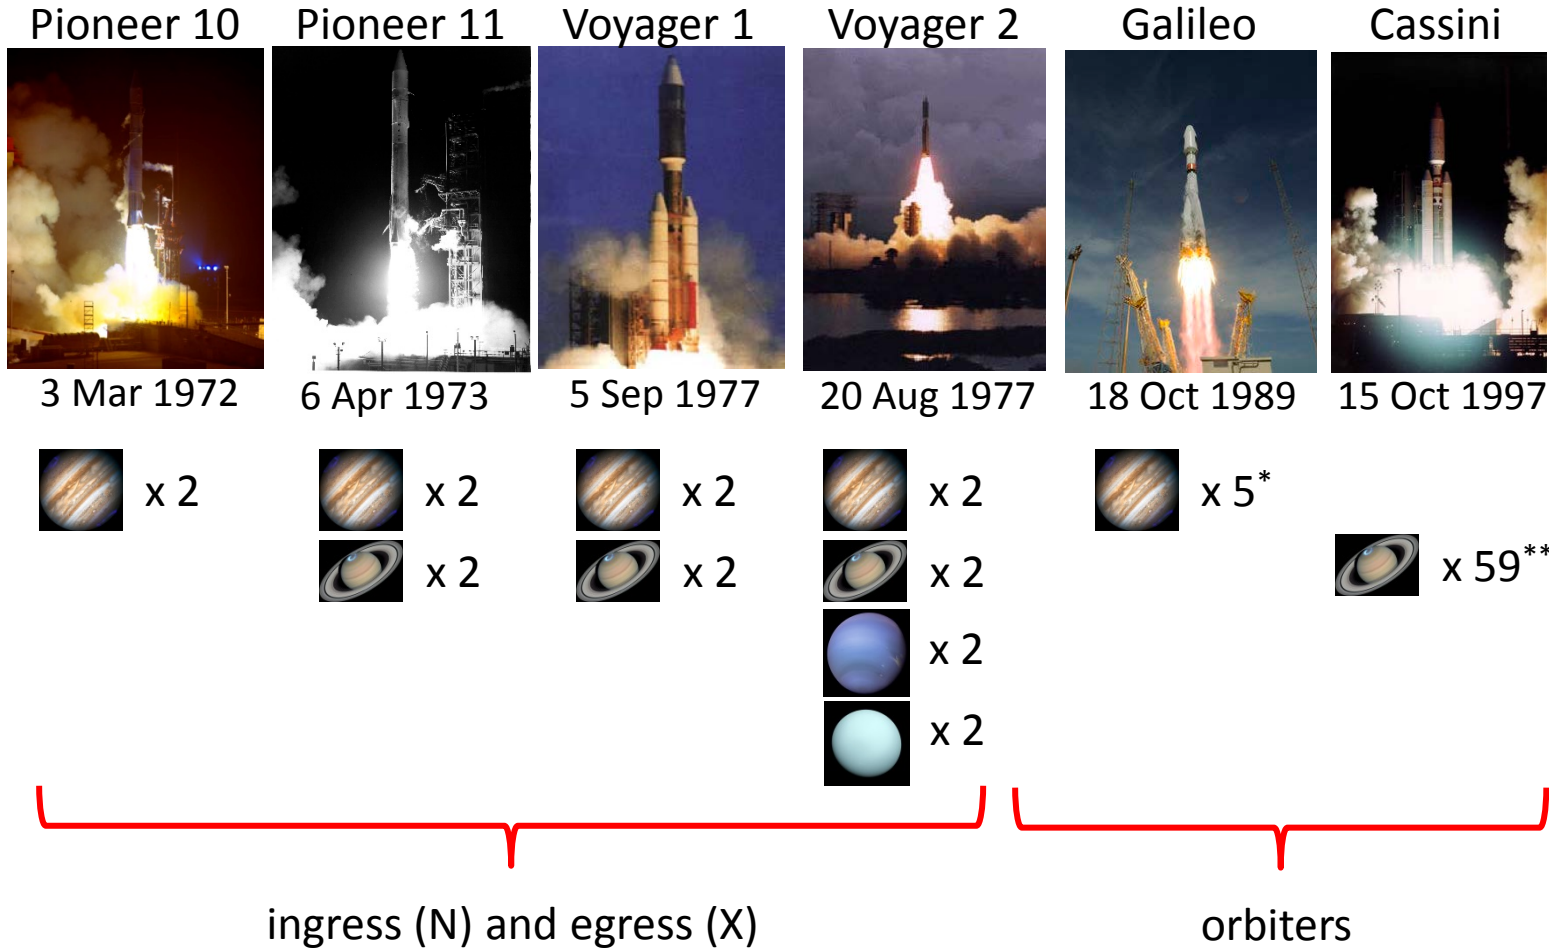 Pioneer 10 Pioneer 11 Voyager 1 Voyager 2 Galileo Cassini
3 Mar 1972 6 Apr 1973 5 Sep 1977 20 Aug 1977 18 Oct 1989 15 Oct 1997
x 2 x 2 x 2 x 2 x 5*
x 2 x 2 x 2 x 59**
x 2
x 2
ingress (N) and egress (X) orbiters